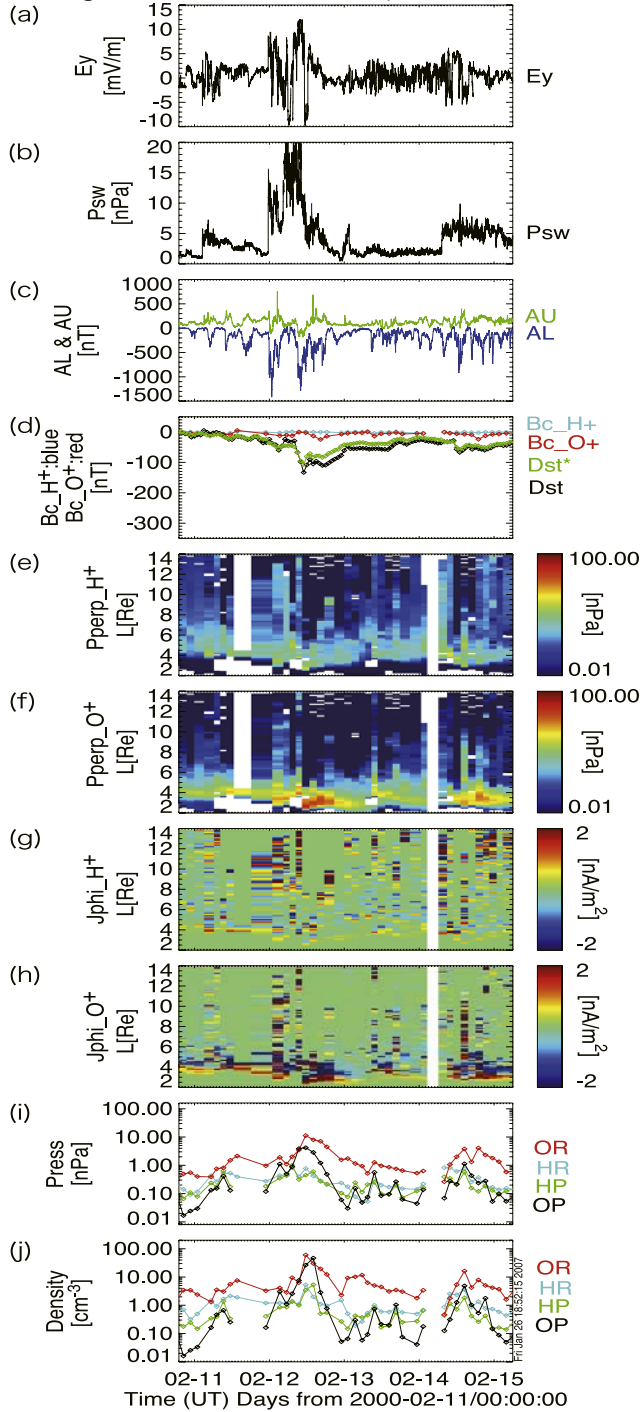 (a)
Ey
[mV/m]
15
10
5
0
-5
-10
Ey
(b)
Psw
[nPa]
20
15
10
5
0
Psw
(c)
AL & AU
[nT]
1000
500
0
-500
-1000
-1500
AU
AL
(d)
Bc_H+:blue
Bc_O+:red
[nT]
0
-100
-200
-300
Bc_H+
Bc_O+
Dst*
Dst
(e)
Pperp_H+
L[Re]
14
12
10
8
6
4
2
100.00
[nPa]
0.01
(f)
Pperp_O+
L[Re]
14
12
10
8
6
4
2
100.00
[nPa]
0.01
(g)
Jphi_H+
L[Re]
14
12
10
8
6
4
2
2
[nA/m2]
-2
(h)
Jphi_O+
L[Re]
14
12
10
8
6
4
2
2
[nA/m2]
-2
(i)
Press
[nPa]
100.00
10.00
1.00
0.10
0.01
OR
HR
HP
OP
(j)
Density
[cm-3]
100.00
10.00
1.00
0.10
0.01
OR
HR
HP
OP
Fri Jan 26 18:52:15 2007
02-11 02-12 02-13 02-14 02-15
Time (UT) Days from 2000-02-11/00:00:00